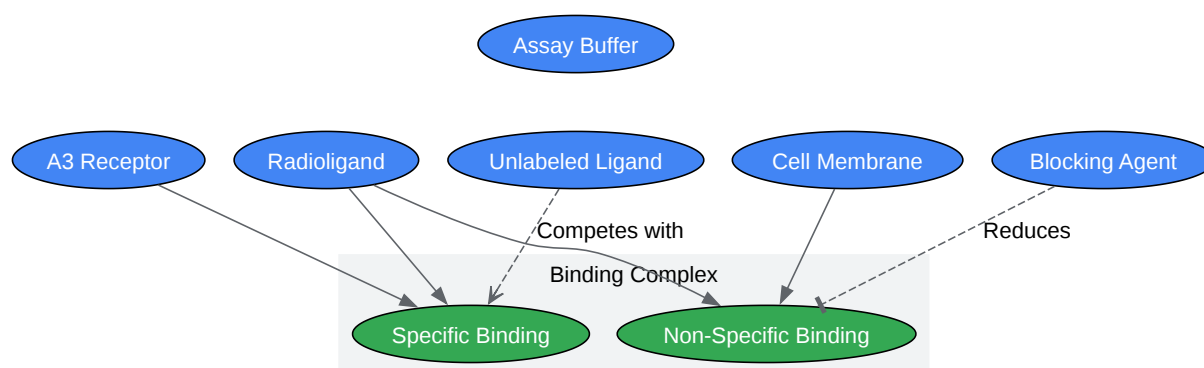 Assay Buffer
A3 Receptor
Radioligand
Unlabeled Ligand
Cell Membrane
Blocking Agent
Competes with
Reduces
Binding Complex
Specific Binding
Non-Specific Binding